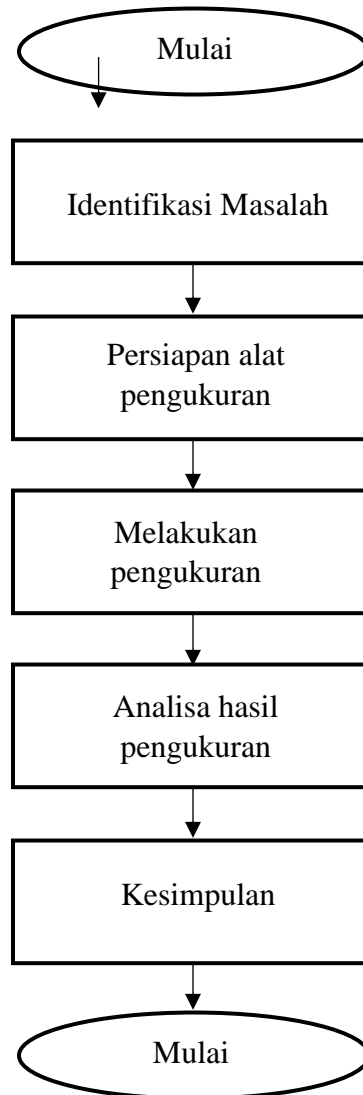 Mulai
Identifikasi Masalah
Persiapan alat
pengukuran
Melakukan
pengukuran
Analisa hasil
pengukuran
Kesimpulan
Mulai